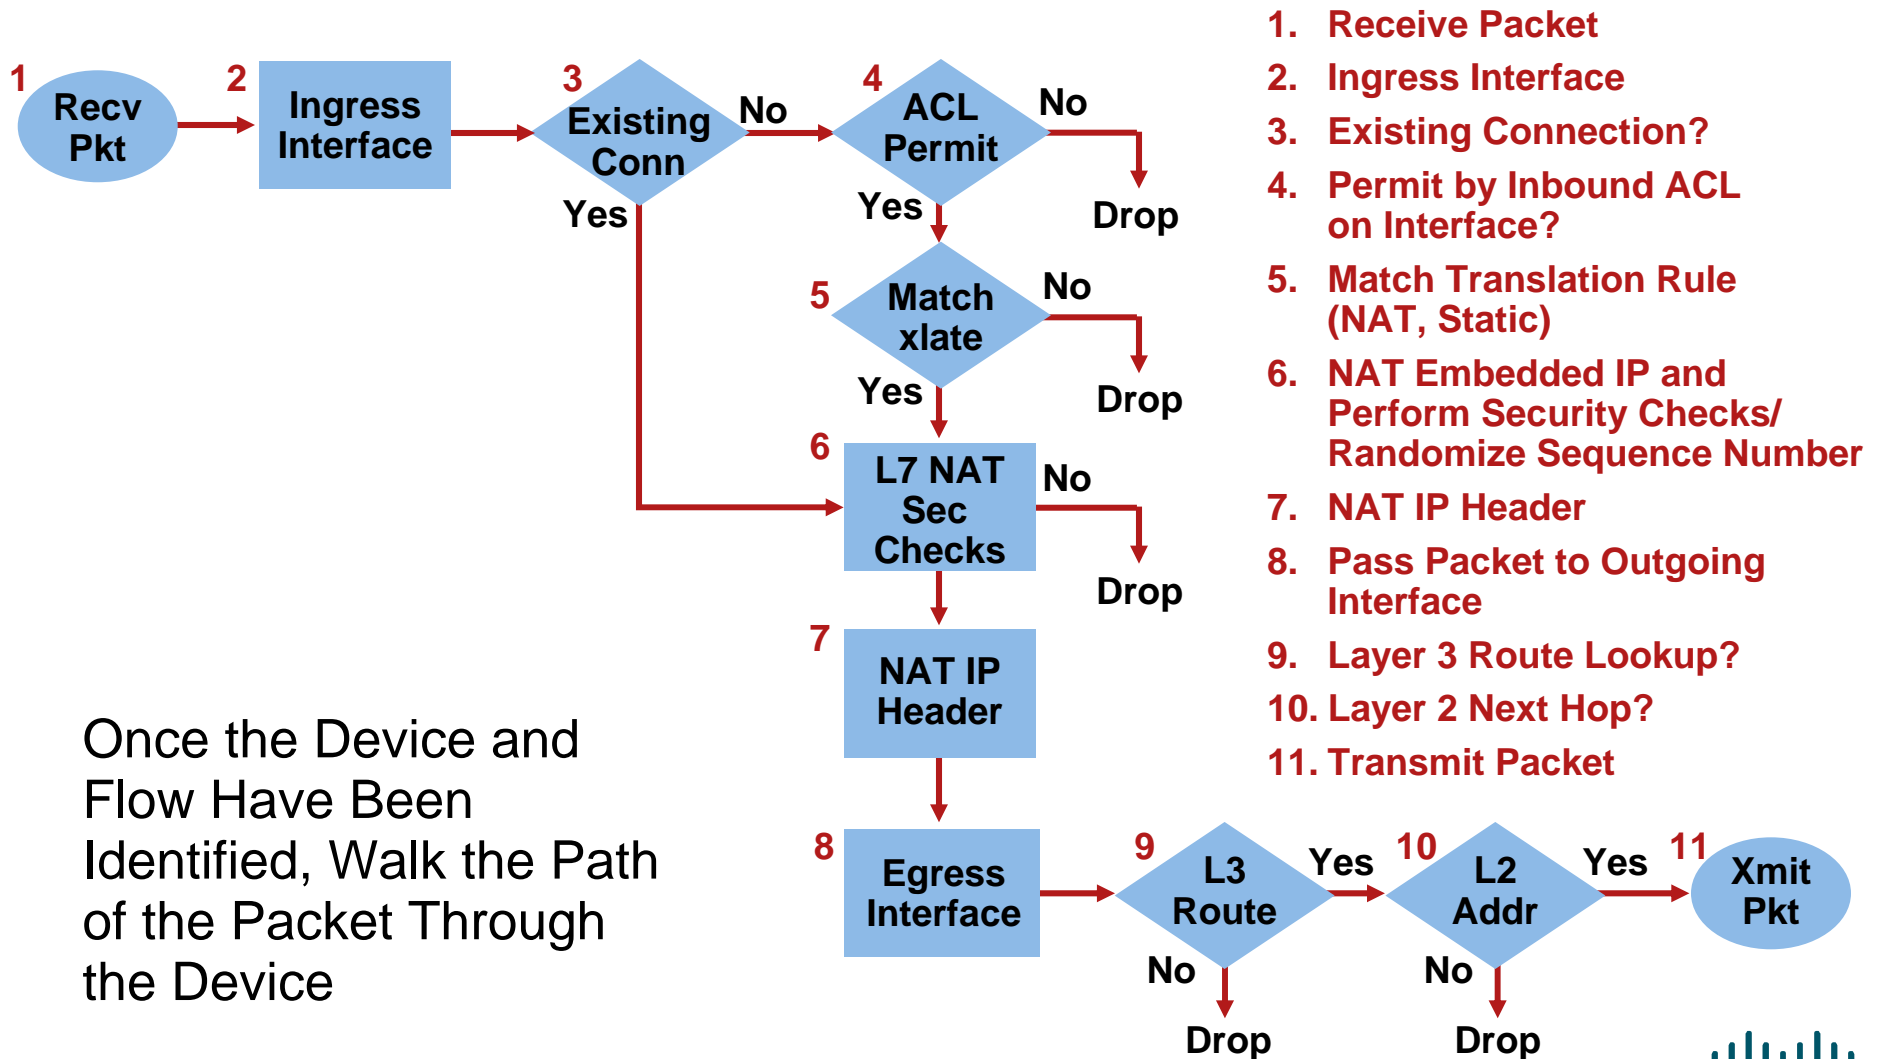 1
Recv
Pkt
2
Ingress
Interface
3
Existing
Conn
No
Yes
4
ACL
Permit
No
Drop
Yes
5
Match
xlate
No
Drop
Yes
6
L7 NAT
Sec
Checks
No
Drop
7
NAT IP
Header
8
Egress
Interface
9
L3
Route
Yes
No
Drop
10
L2
Addr
Yes
No
Drop
11
Xmit
Pkt
1. Receive Packet
2. Ingress Interface
3. Existing Connection?
4. Permit by Inbound ACL
on Interface?
5. Match Translation Rule
(NAT, Static)
6. NAT Embedded IP and
Perform Security Checks/
Randomize Sequence Number
7. NAT IP Header
8. Pass Packet to Outgoing
Interface
9. Layer 3 Route Lookup?
10. Layer 2 Next Hop?
11. Transmit Packet
Once the Device and
Flow Have Been
Identified, Walk the Path
of the Packet Through
the Device